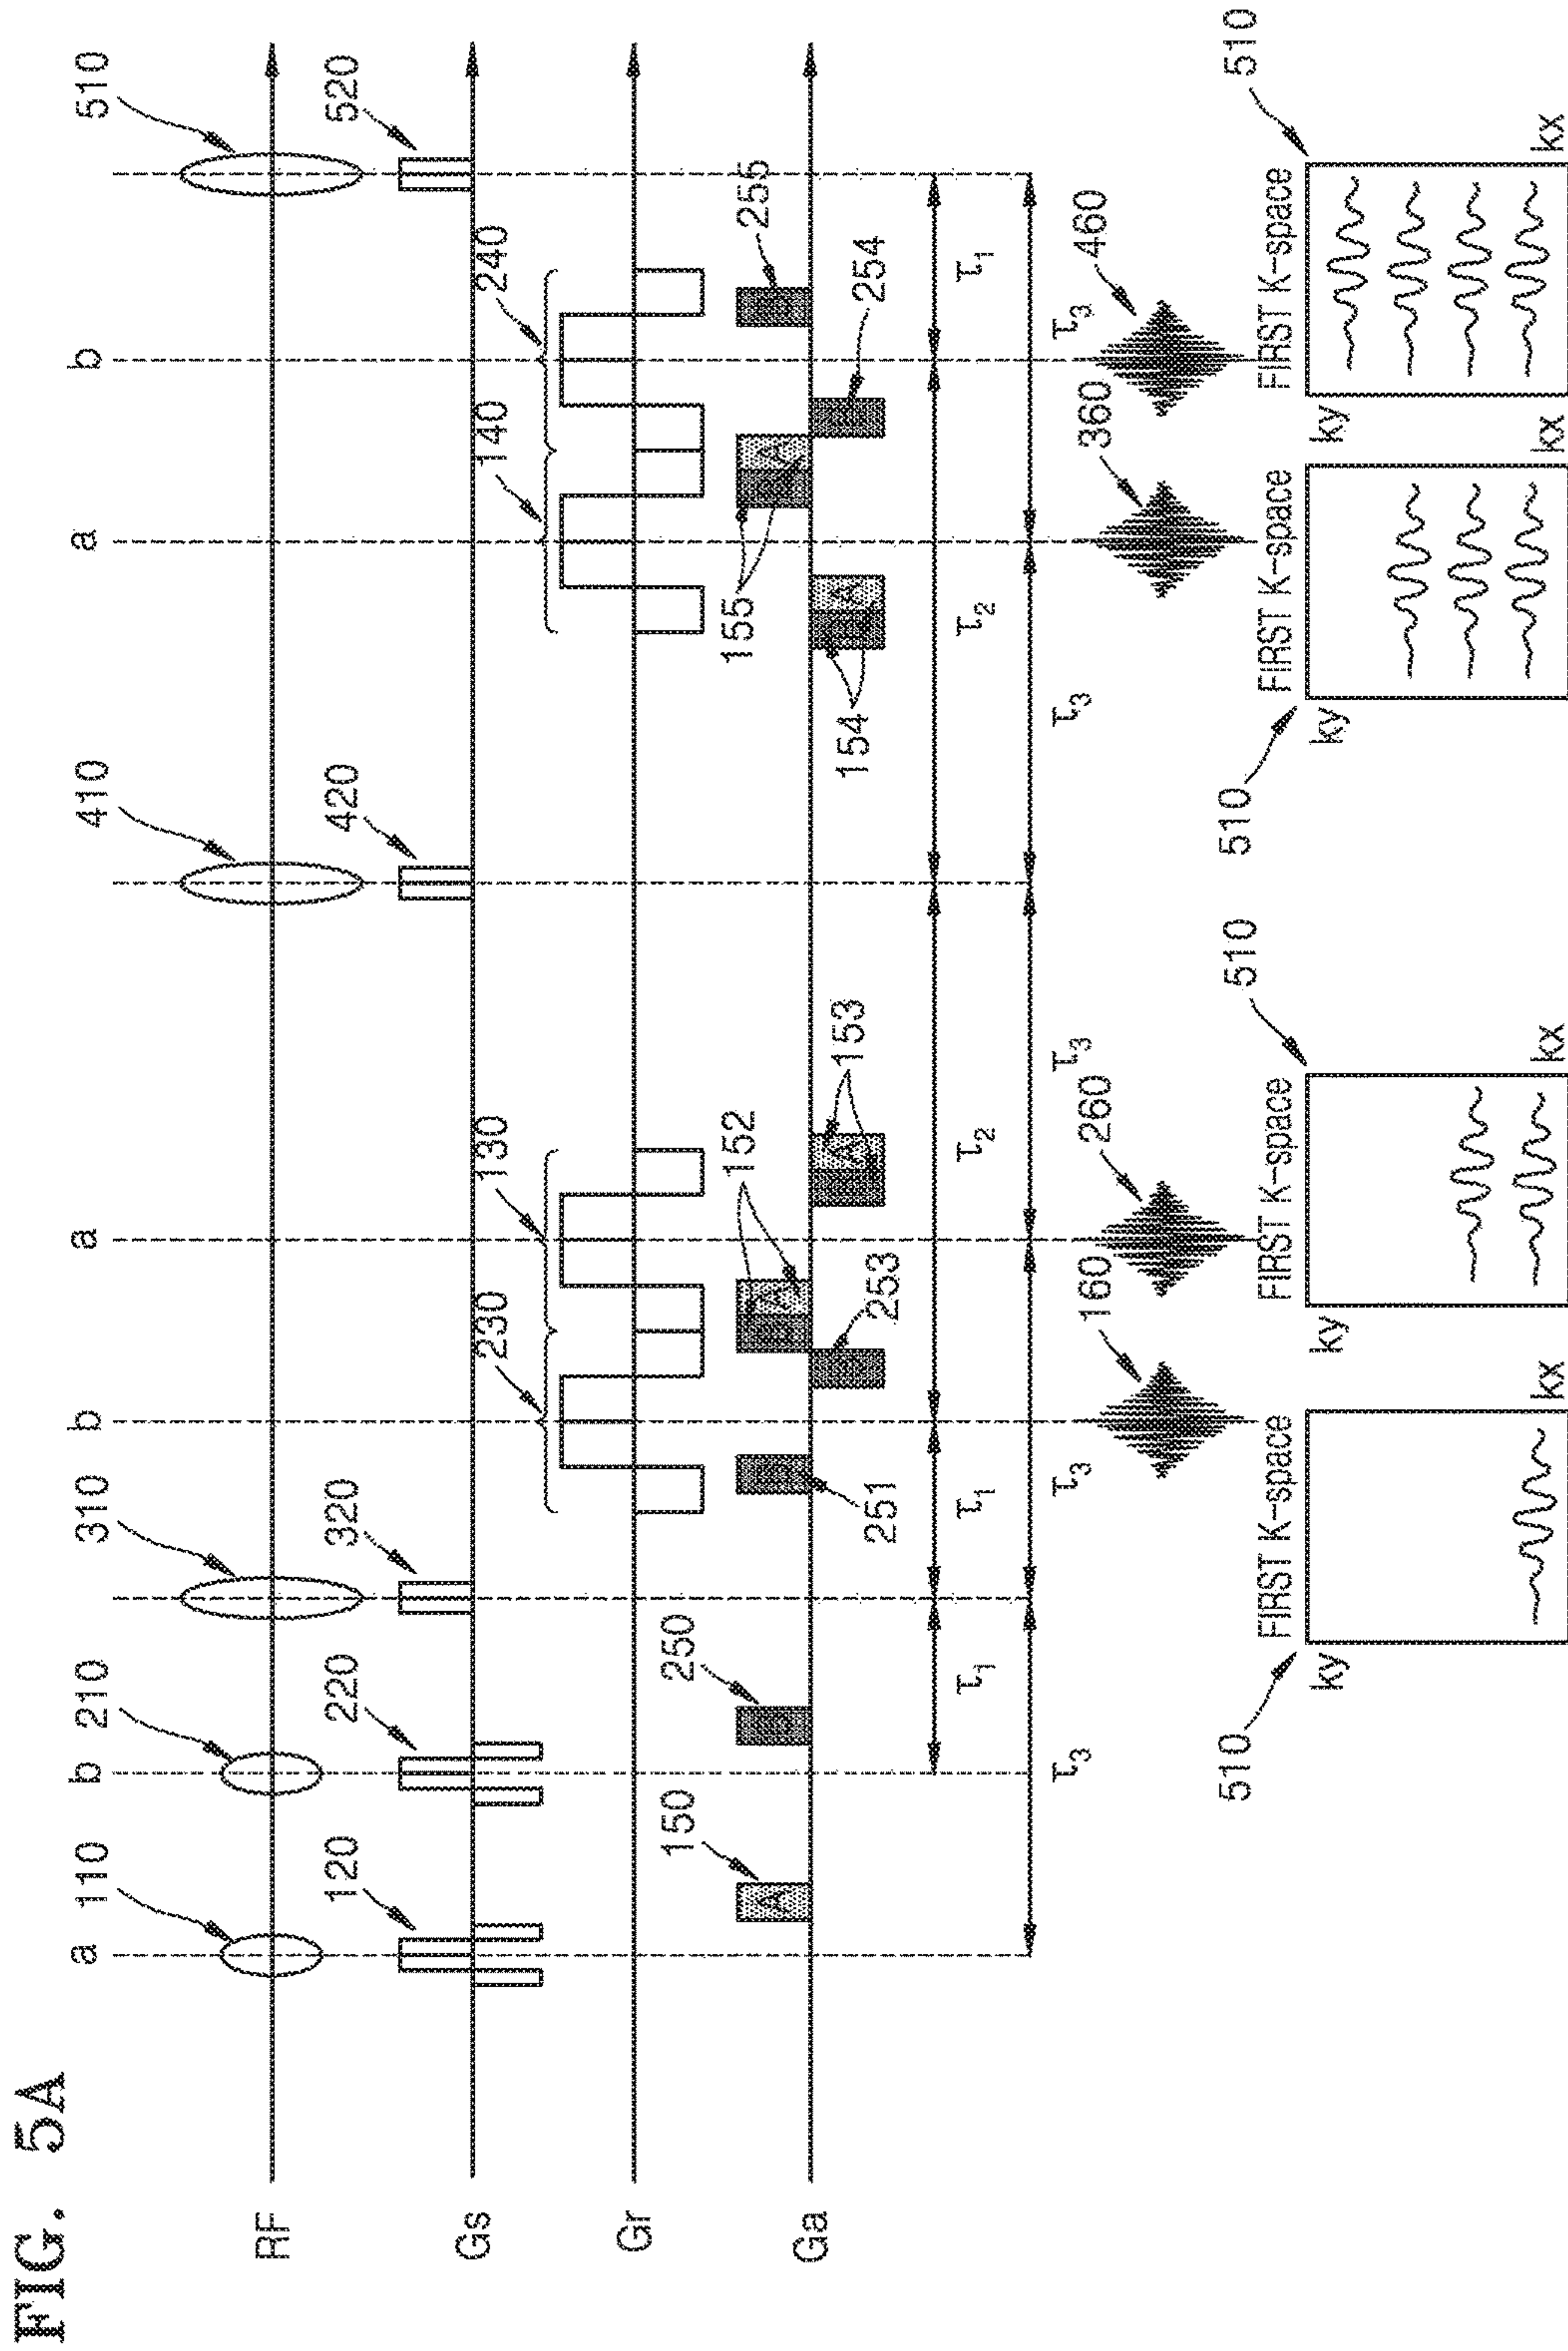 FIG. 5A
a
b
b
a
a
b
RF
110
210
310
410
510
Gs
120
220
320
420
520
Gr
230
130
140
240
Ga
150
A
250
B
251
B
152
B
A
253
153
A
154
A
155
A
254
255
τ1
τ1
τ2
τ2
τ1
τ3
τ3
τ3
τ3
τ3
160
260
360
460
510
FIRST K-space
ky
kx
510
FIRST K-space
ky
kx
510
FIRST K-space
ky
kx
510
FIRST K-space
ky
kx